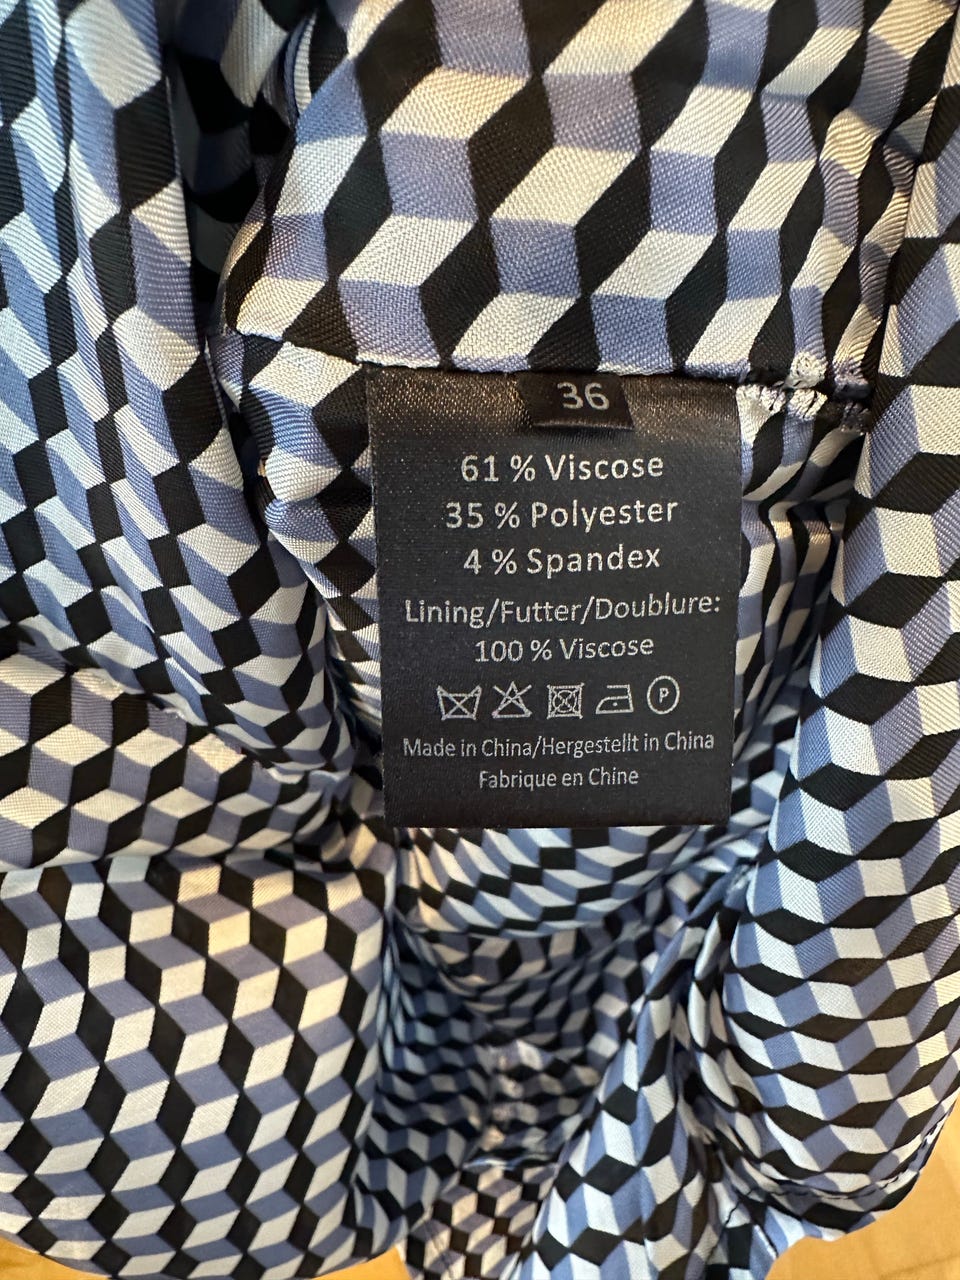 36
61 % Viscose
35 % Polyester
4 % Spandex
Lining/Futter/Doublure:
100 % Viscose
P
Made in China/Hergestellt in China
Fabrique en Chine